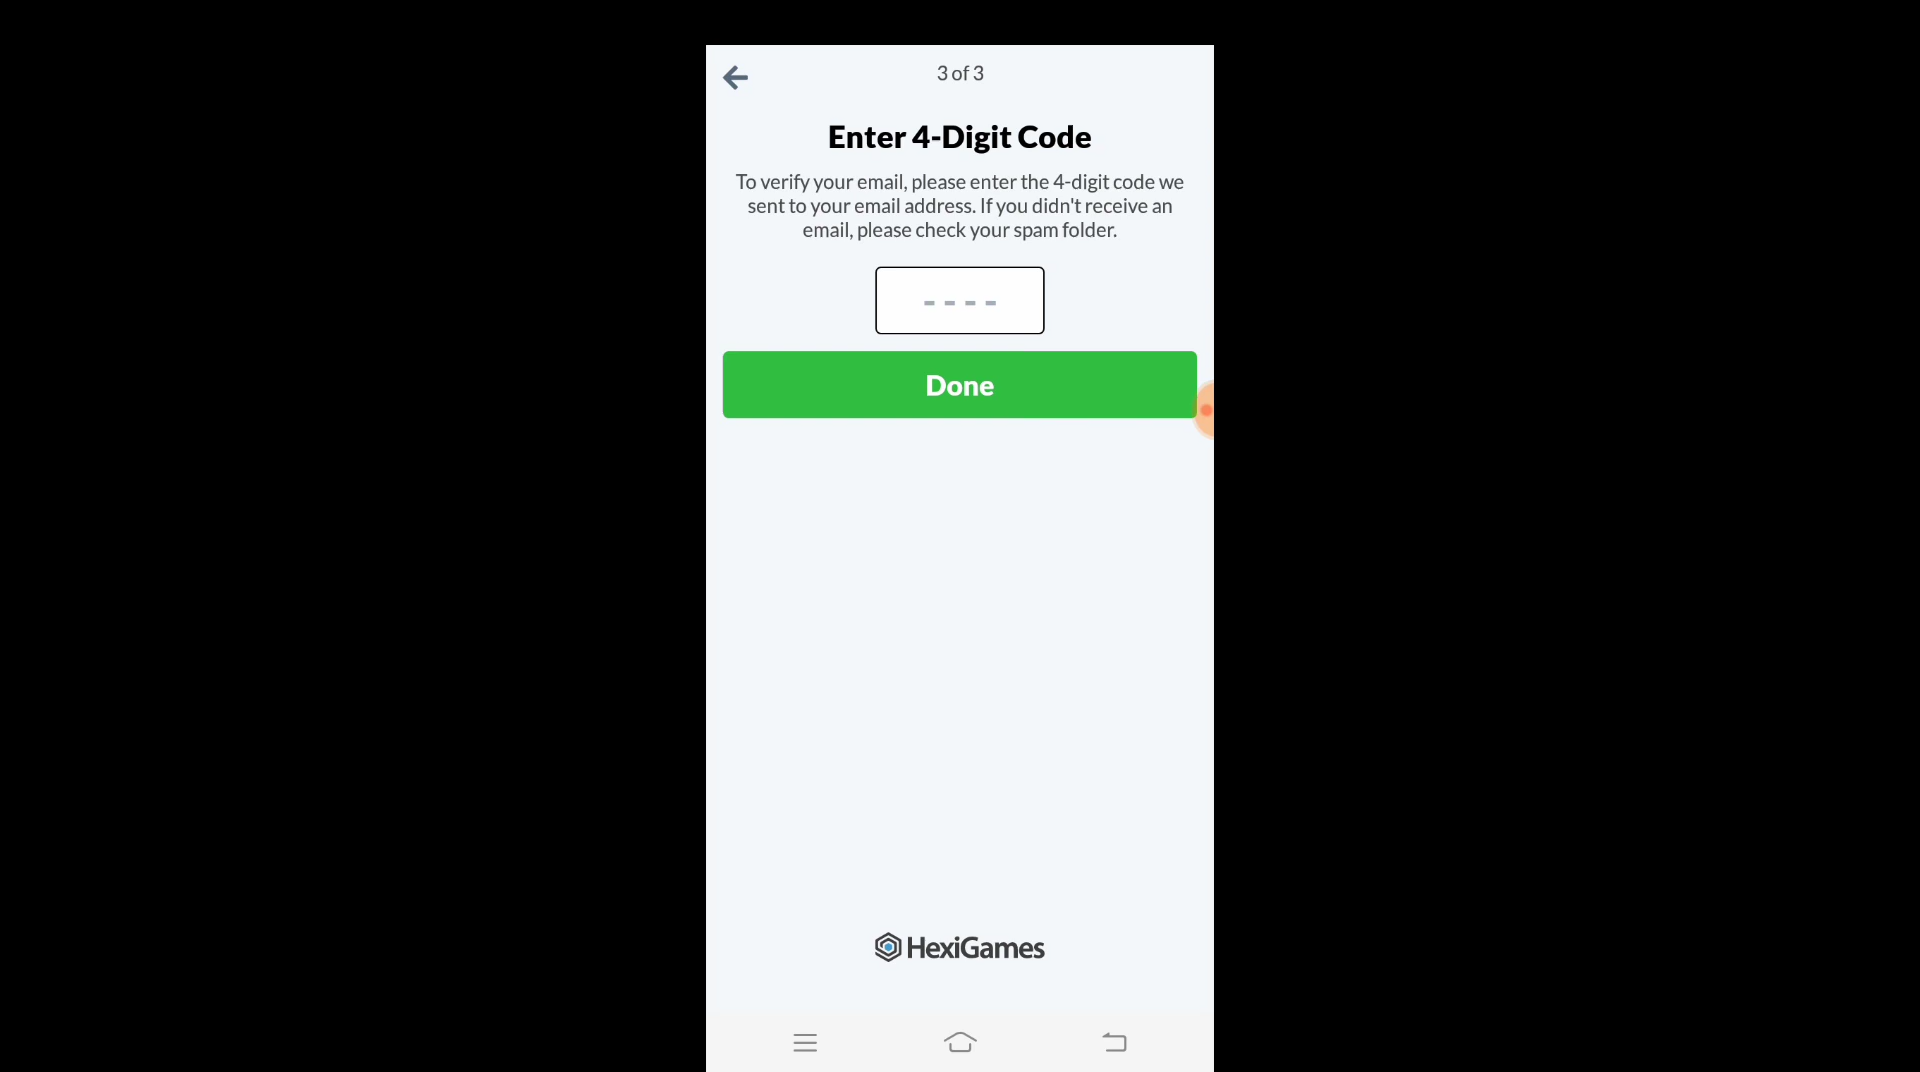 3 of 3
Enter 4-Digit Code
To verify your email, please enter the 4-digit code we
sent to your email address. If you didn't receive an
email, please check your spam folder.
- - - -
Done
HexiGames